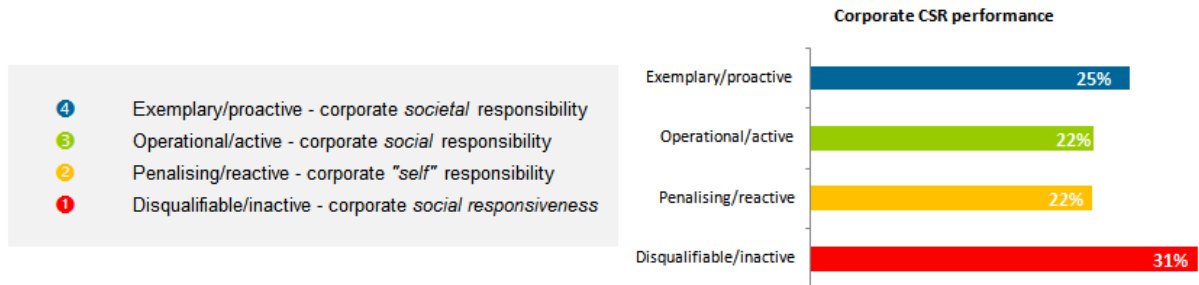 Corporate CSR performance
4 Exemplary/proactive - corporate societal responsibility
3 Operational/active - corporate social responsibility
2 Penalising/reactive - corporate "self" responsibility
1 Disqualifiable/inactive - corporate social responsiveness
Exemplary/proactive 25%
Operational/active 22%
Penalising/reactive 22%
Disqualifiable/inactive 31%